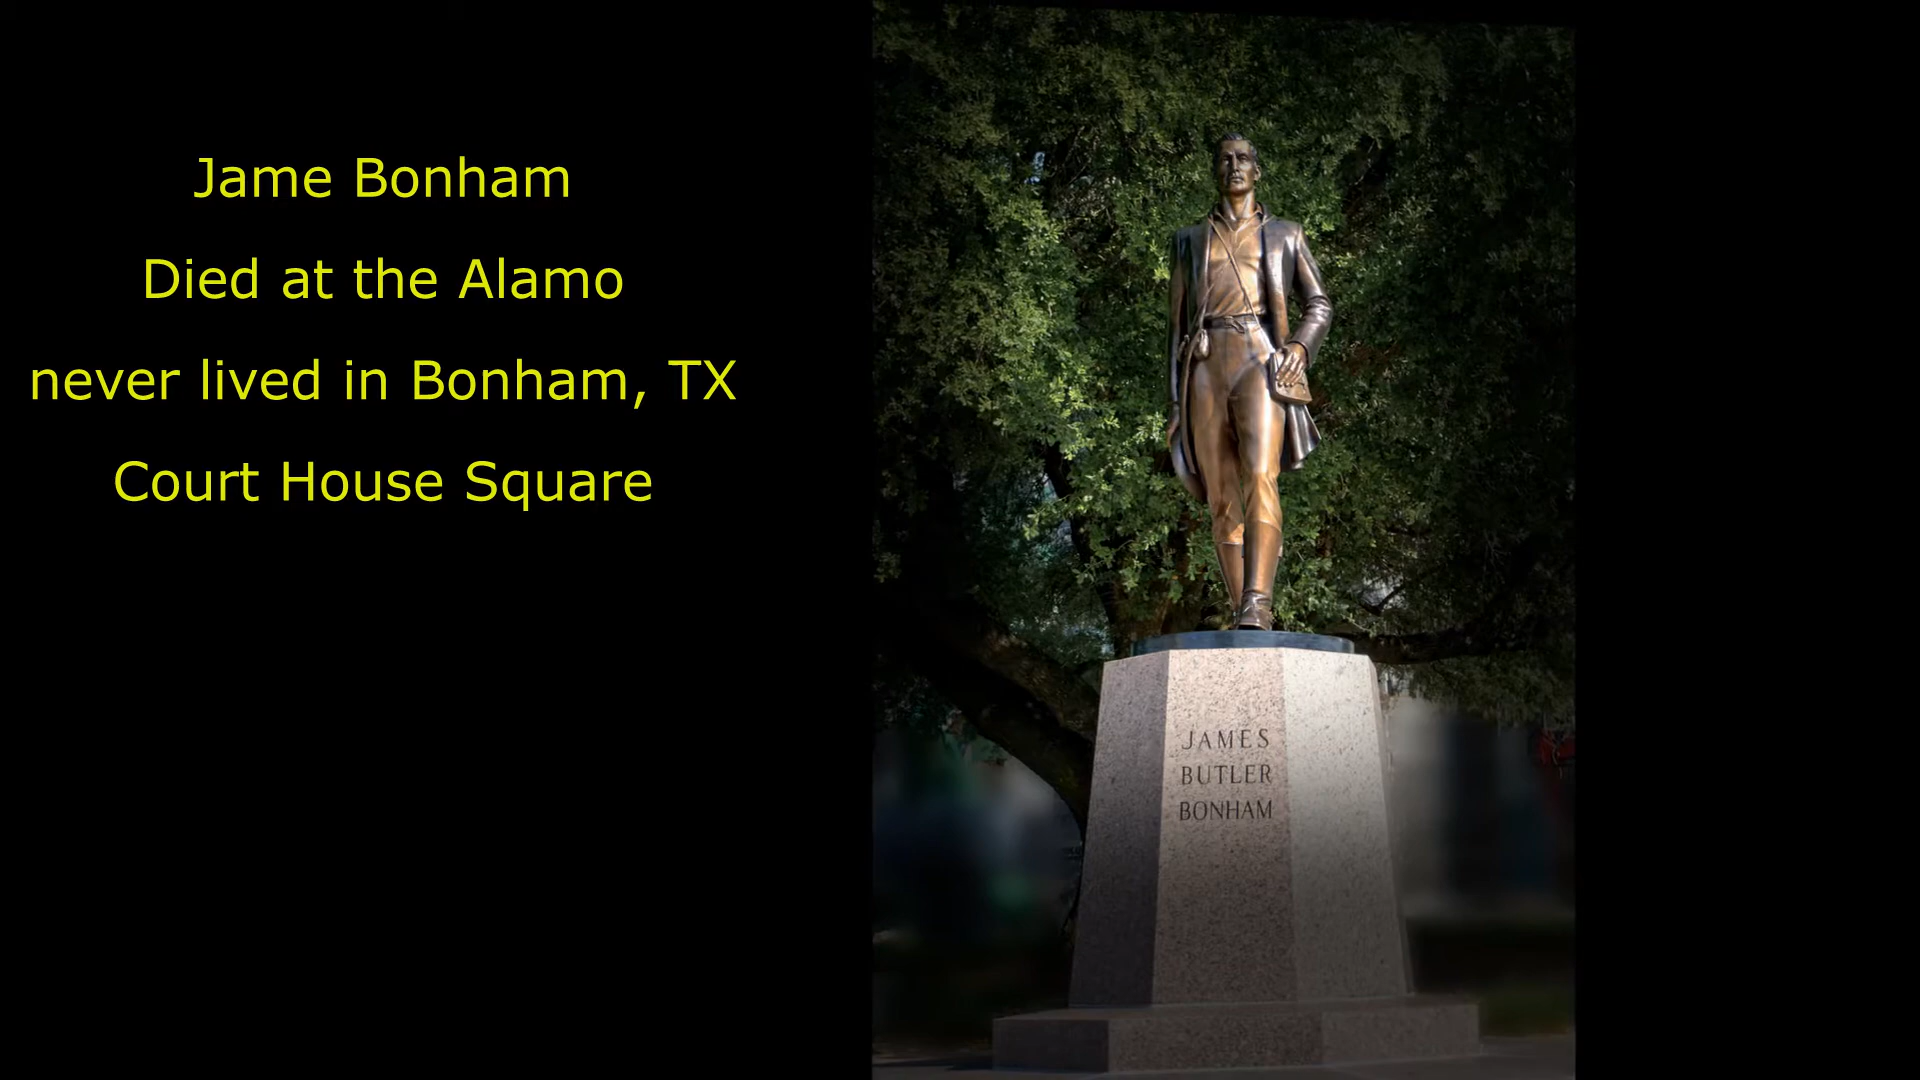 Jame Bonham
Died at the Alamo
never lived in Bonham, TX
Court House Square
JAMES
BUTLER
BONHAM